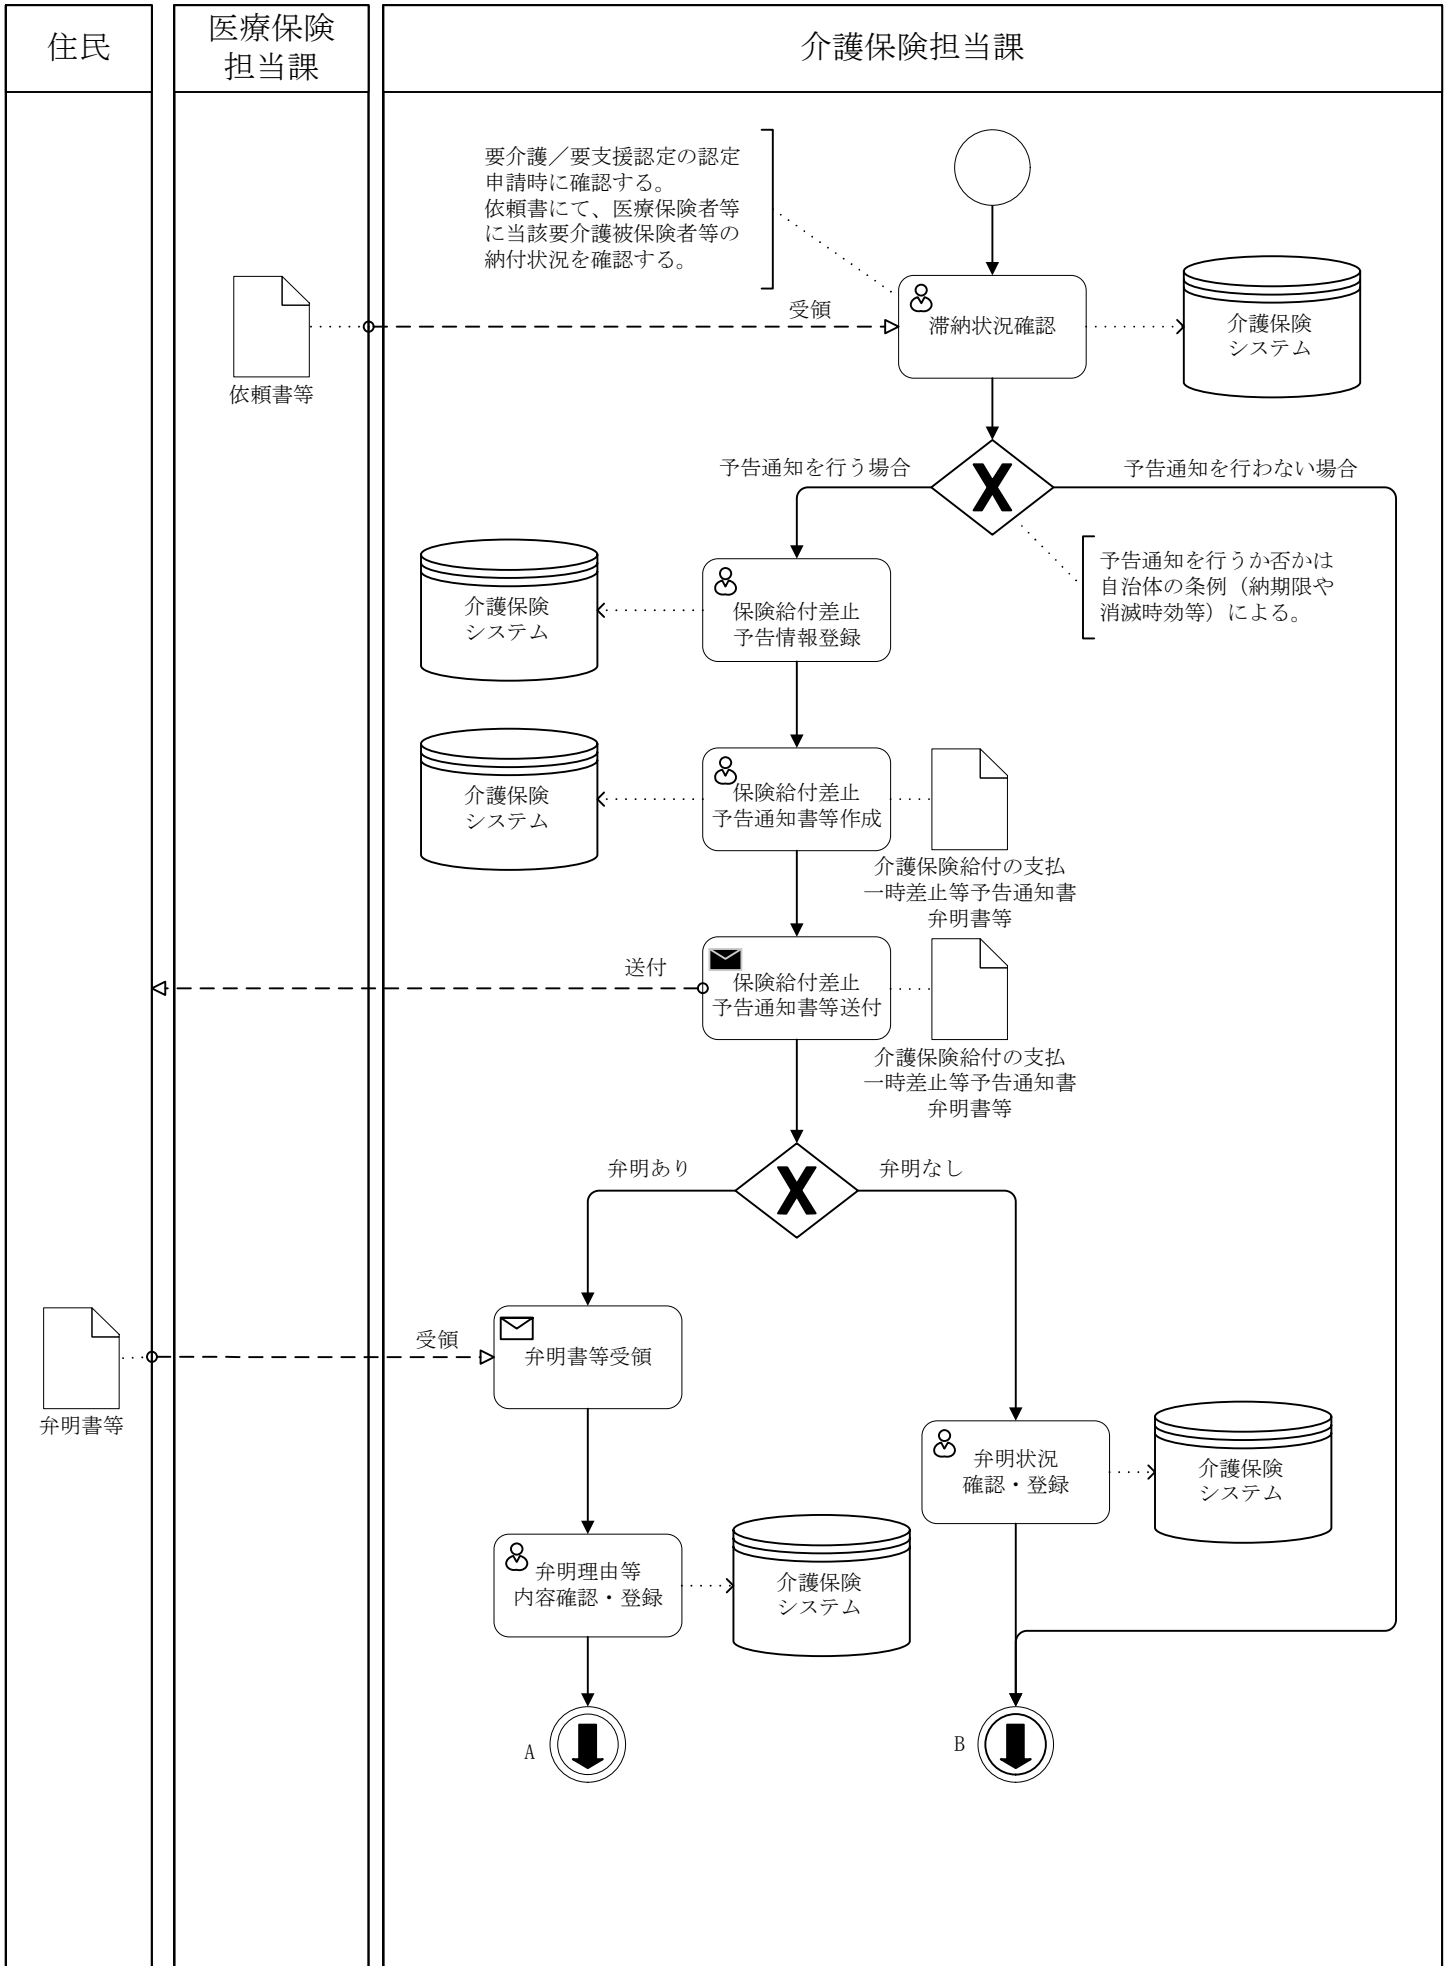 住民
医療保険
担当課
介護保険担当課
要介護／要支援認定の認定
申請時に確認する。
依頼書にて、医療保険者等
に当該要介護被保険者等の
納付状況を確認する。
依頼書等
受領
滞納状況確認
介護保険
システム
予告通知を行う場合
予告通知を行わない場合
予告通知を行うか否かは
自治体の条例（納期限や
消滅時効等）による。
介護保険
システム
保険給付差止
予告情報登録
介護保険
システム
保険給付差止
予告通知書等作成
介護保険給付の支払
一時差止等予告通知書
弁明書等
送付
保険給付差止
予告通知書等送付
介護保険給付の支払
一時差止等予告通知書
弁明書等
弁明あり
弁明なし
弁明書等
受領
弁明書等受領
弁明状況
確認・登録
介護保険
システム
弁明理由等
内容確認・登録
介護保険
システム
A
B